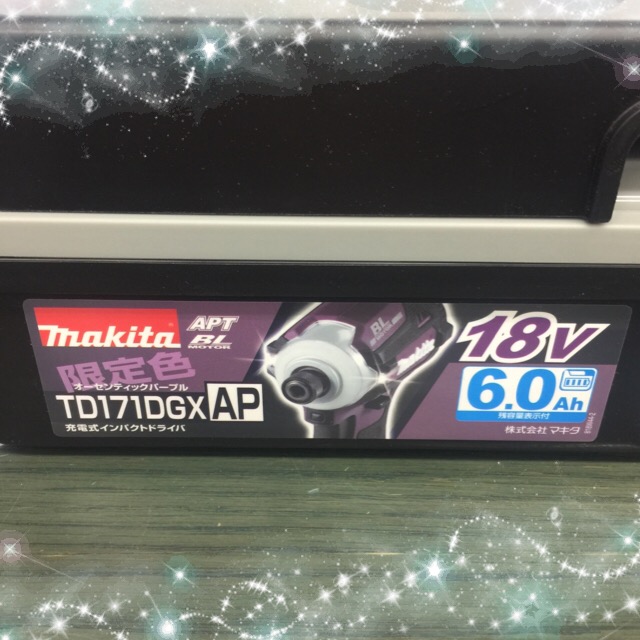 makita
APT
BL
MOTOR
限定色
オーセンティックパープル
TD171DGX AP
充電式インパクトドライバ
BL
18V
6.0Ah
残容量表示付
株式会社 マキタ